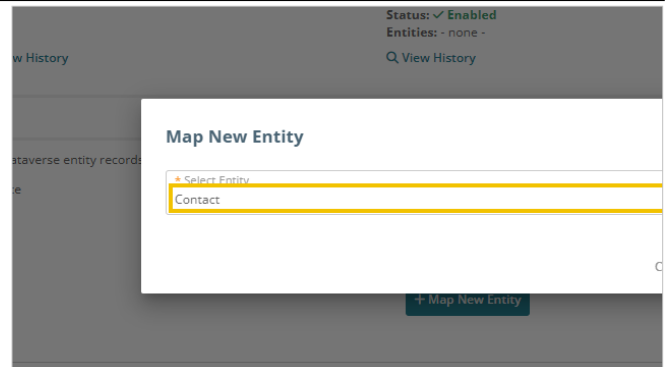 Status: ✓ Enabled
Entities: - none -
w History
View History
Map New Entity
ataverse entity records
* Select Entity
Contact
+ Map New Entity